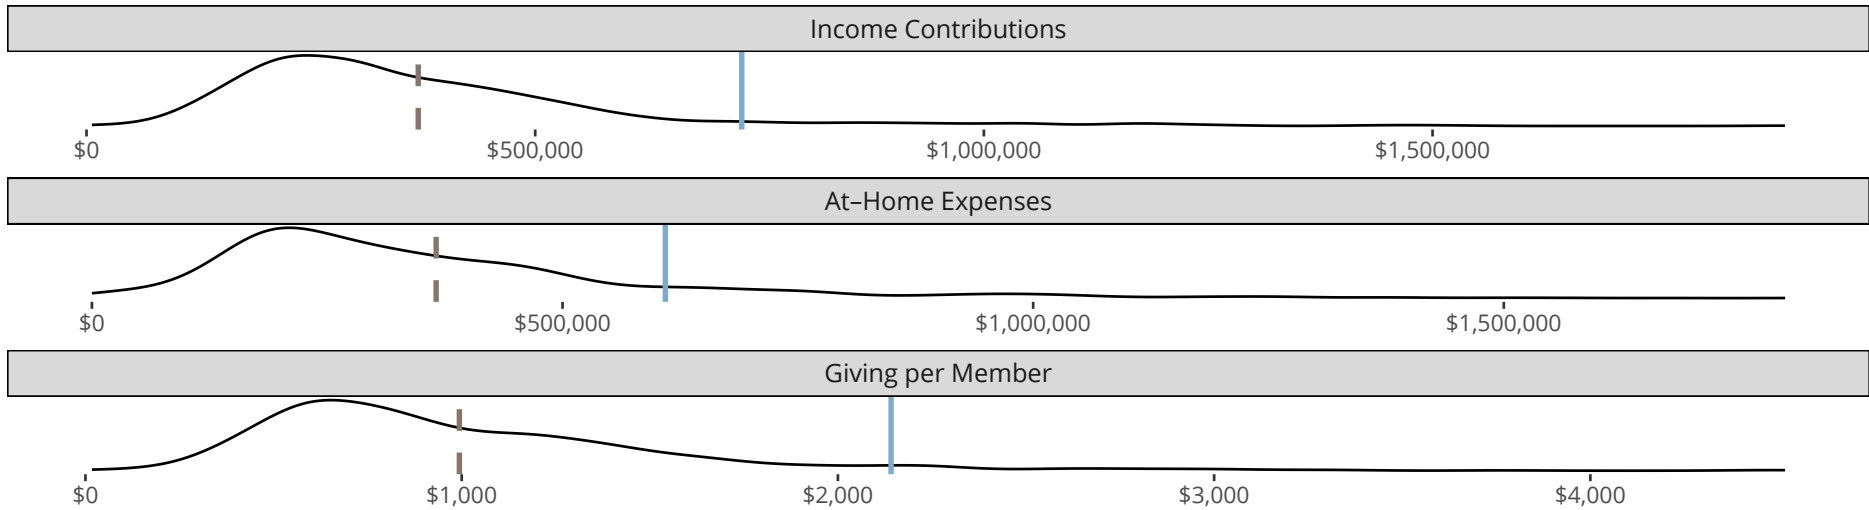 Income Contributions
$0 $500,000 $1,000,000 $1,500,000
At–Home Expenses
$0 $500,000 $1,000,000 $1,500,000
Giving per Member
$0 $1,000 $2,000 $3,000 $4,000